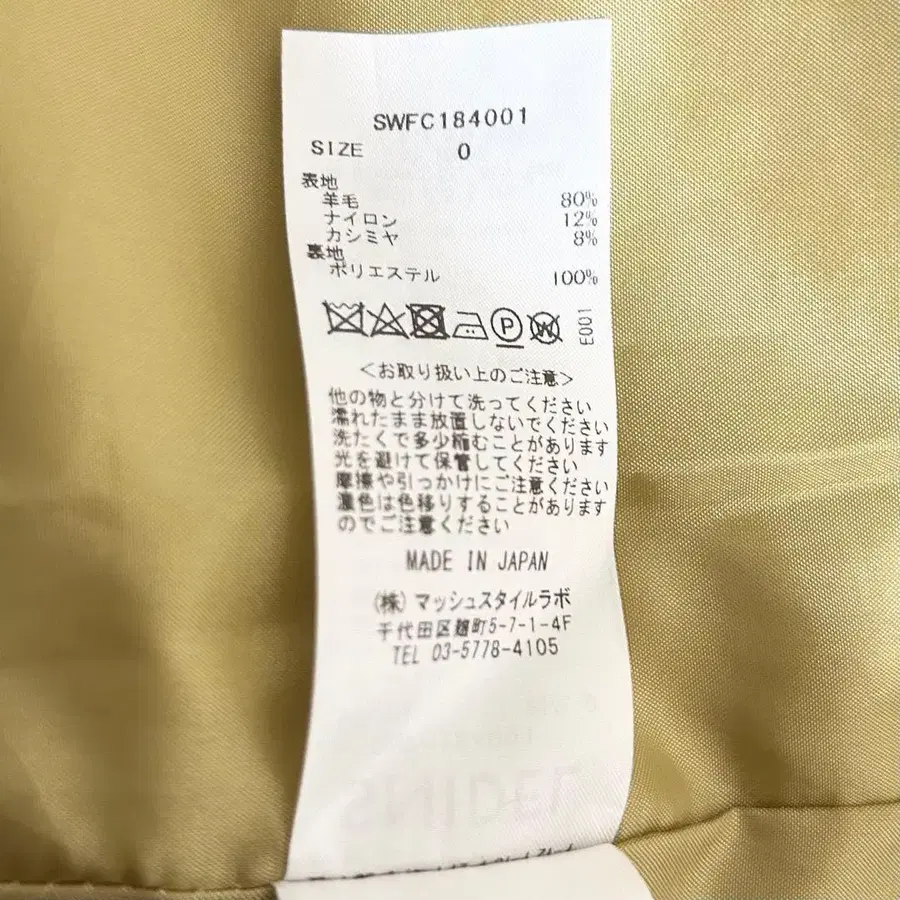 SWFC184001
SIZE 0
表地
羊毛 80%
ナイロン 12%
カシミヤ 8%
裏地
ポリエステル 100%
P W E001
＜お取り扱い上のご注意＞
他の物と分けて洗ってください
濡れたまま放置しないでください
洗たくで多少縮むことがあります
光を避けて保管してください
摩擦や引っかけにご注意ください
濃色は色移りすることがあります
のでご注意ください
MADE IN JAPAN
(株) マッシュスタイルラボ
千代田区麹町5-7-1-4F
TEL 03-5778-4105
SNIDEL